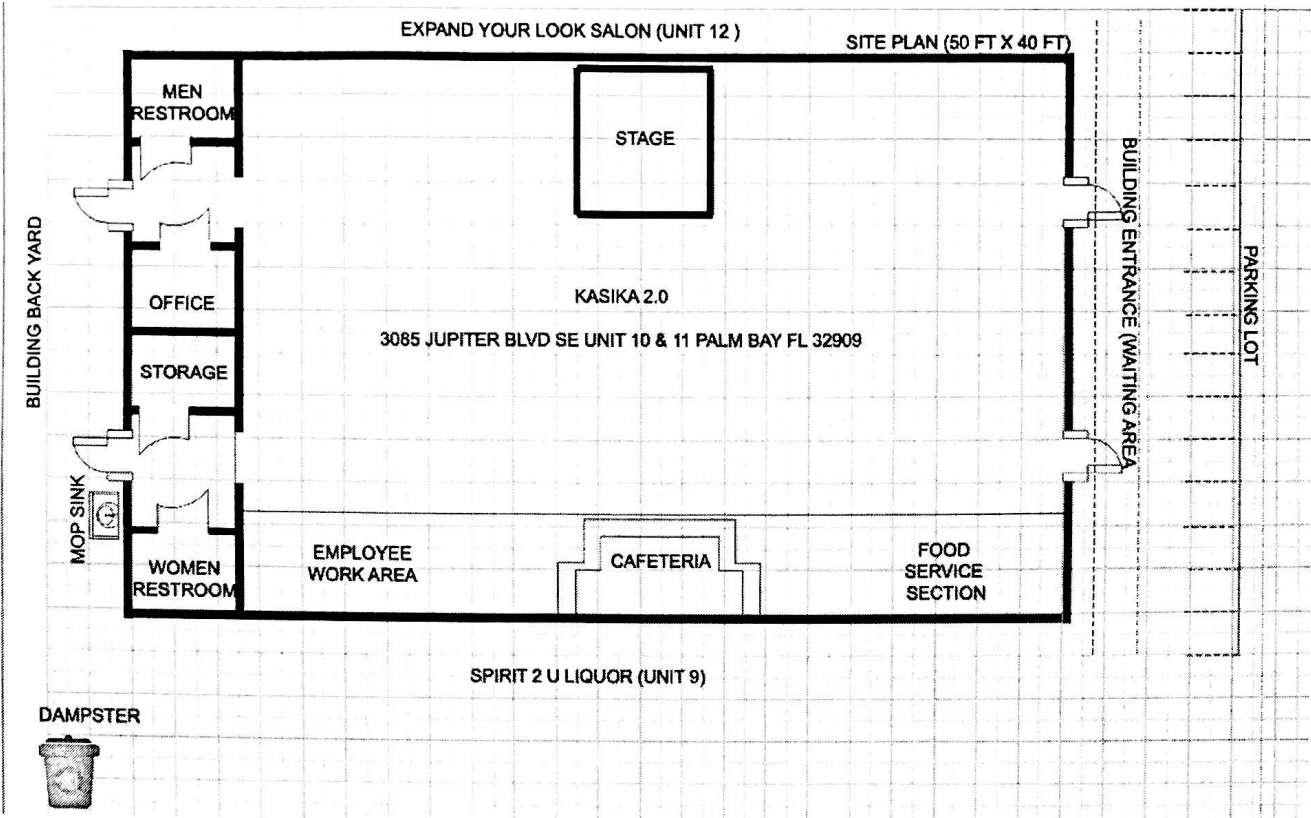 EXPAND YOUR LOOK SALON (UNIT 12 )
SITE PLAN (50 FT X 40 FT)
MEN
RESTROOM
STAGE
BUILDING BACK YARD
OFFICE
STORAGE
KASIKA 2.0
3085 JUPITER BLVD SE UNIT 10 & 11 PALM BAY FL 32909
BUILDING ENTRANCE (WAITING AREA
PARKING LOT
MOP SINK
WOMEN
RESTROOM
EMPLOYEE
WORK AREA
CAFETERIA
FOOD
SERVICE
SECTION
SPIRIT 2 U LIQUOR (UNIT 9)
DAMPSTER